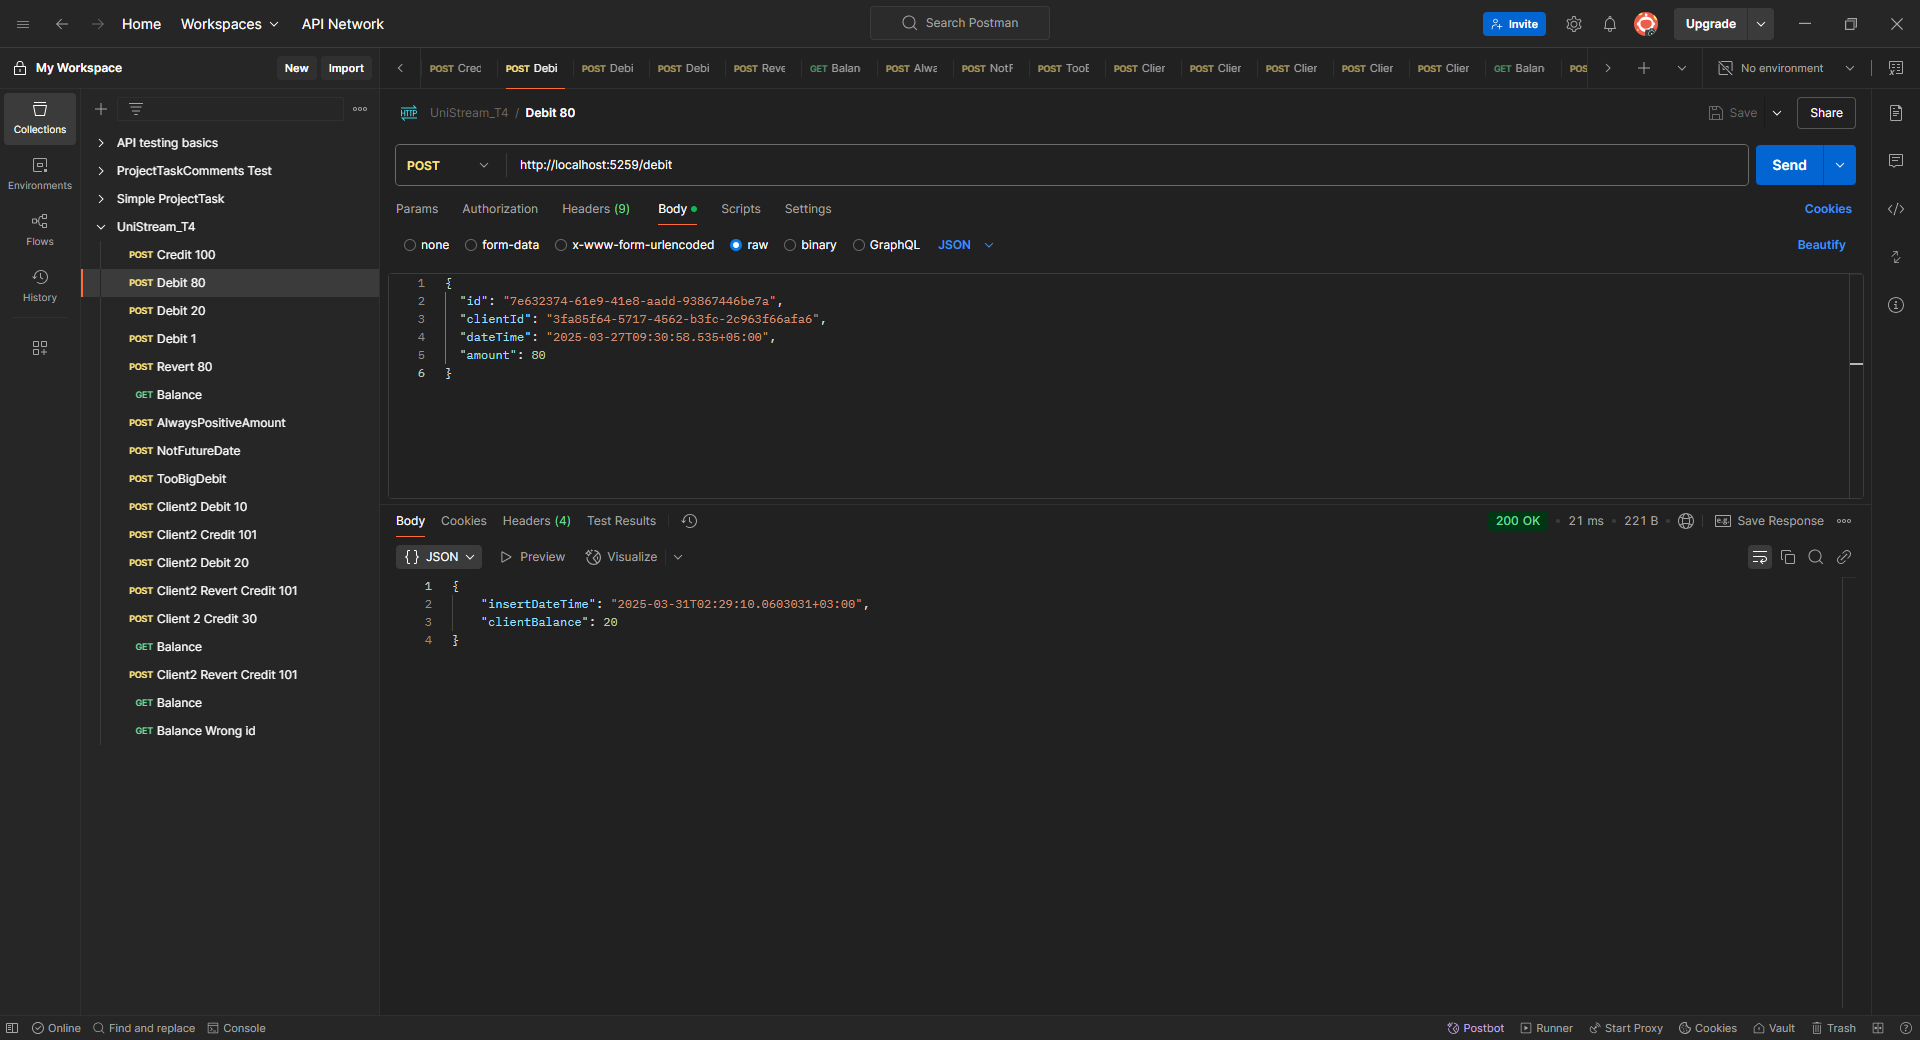 Home Workspaces API Network Search Postman Invite Upgrade
My Workspace New Import
POST Crec POST Debi POST Debi POST Debi POST Reve GET Balan POST Alwa POST NotF POST TooE POST Clier POST Clier POST Clier POST Clier POST Clier GET Balan POS No environment
Collections
Environments
Flows
History
API testing basics
ProjectTaskComments Test
Simple ProjectTask
UniStream_T4
POST Credit 100
POST Debit 80
POST Debit 20
POST Debit 1
POST Revert 80
GET Balance
POST AlwaysPositiveAmount
POST NotFutureDate
POST TooBigDebit
POST Client2 Debit 10
POST Client2 Credit 101
POST Client2 Debit 20
POST Client2 Revert Credit 101
POST Client 2 Credit 30
GET Balance
POST Client2 Revert Credit 101
GET Balance
GET Balance Wrong id
HTTP UniStream_T4 / Debit 80 Save Share
POST http://localhost:5259/debit Send
Params Authorization Headers (9) Body Scripts Settings Cookies
none form-data x-www-form-urlencoded raw binary GraphQL JSON Beautify
1 {
2 "id": "7e632374-61e9-41e8-aadd-93867446be7a",
3 "clientId": "3fa85f64-5717-4562-b3fc-2c963f66afa6",
4 "dateTime": "2025-03-27T09:30:58.535+05:00",
5 "amount": 80
6 }
Body Cookies Headers (4) Test Results 200 OK • 21 ms • 221 B • e.g. Save Response
{} JSON Preview Visualize
1 {
2 "insertDateTime": "2025-03-31T02:29:10.0603031+03:00",
3 "clientBalance": 20
4 }
Online Find and replace Console Postbot Runner Start Proxy Cookies Vault Trash